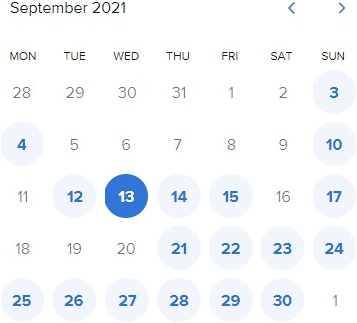 September 2021 < >
MON TUE WED THU FRI SAT SUN
28 29 30 31 1 2 3
4 5 6 7 8 9 10
11 12 13 14 15 16 17
18 19 20 21 22 23 24
25 26 27 28 29 30 1